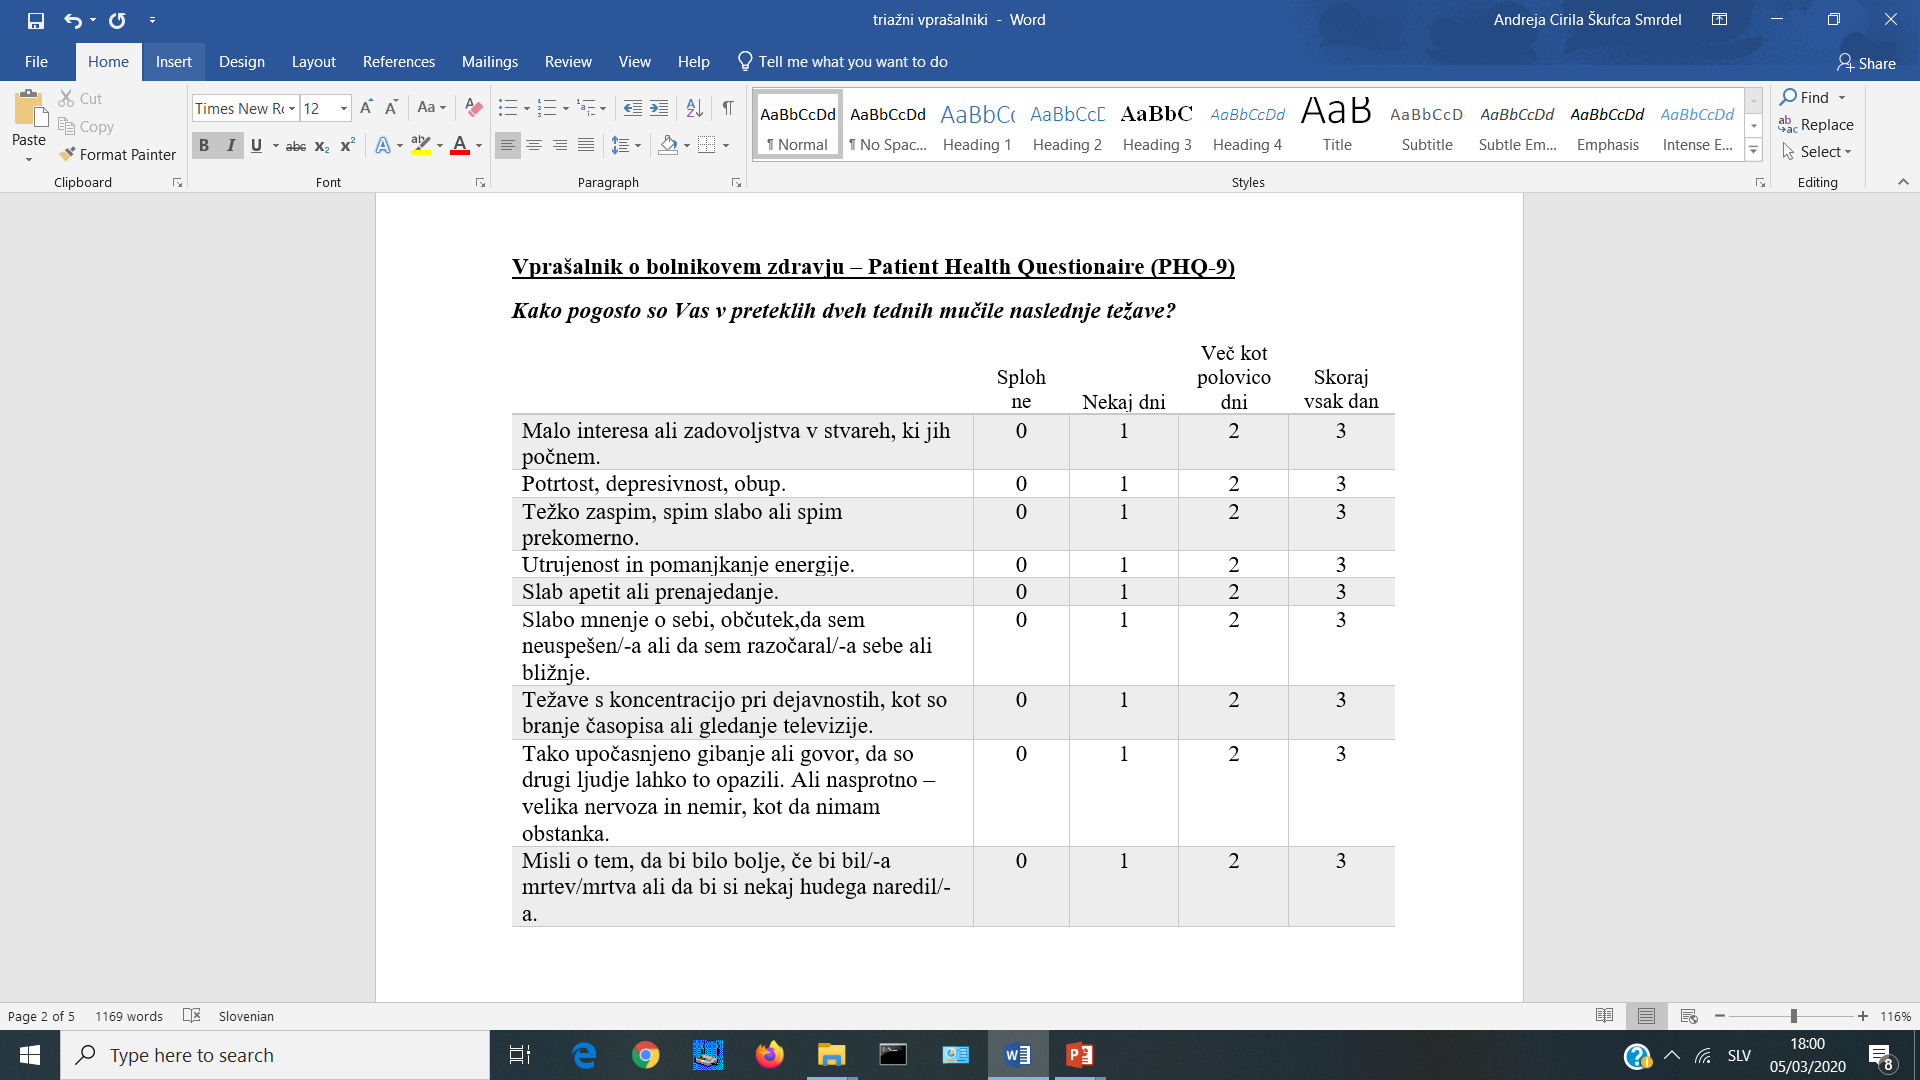 triažni vprašalniki - Word
Andreja Cirila Škufca Smrdel
File Home Insert Design Layout References Mailings Review View Help Tell me what you want to do
Share
Paste
Cut
Copy
Format Painter
Clipboard
Times New Ro 12
Aa
B I U abc x₂ x²
A ab A
Font
Paragraph
AaBbCcDd AaBbCcDd AaBbCc AaBbCcD AaBbC AaBbCcDd AaB AaBbCcD AaBbCcDd AaBbCcDd AaBbCcDd
¶ Normal ¶ No Spac... Heading 1 Heading 2 Heading 3 Heading 4 Title Subtitle Subtle Em... Emphasis Intense E...
Styles
Find
Replace
Select
Editing
Vprašalnik o bolnikovem zdravju – Patient Health Questionaire (PHQ-9)
Kako pogosto so Vas v preteklih dveh tednih mučile naslednje težave?
Sploh
ne
Nekaj dni
Več kot
polovico
dni
Skoraj
vsak dan
Malo interesa ali zadovoljstva v stvareh, ki jih 0 1 2 3
počnem.
Potrtost, depresivnost, obup. 0 1 2 3
Težko zaspim, spim slabo ali spim 0 1 2 3
prekomerno.
Utrujenost in pomanjkanje energije. 0 1 2 3
Slab apetit ali prenajedanje. 0 1 2 3
Slabo mnenje o sebi, občutek,da sem 0 1 2 3
neuspešen/-a ali da sem razočaral/-a sebe ali
bližnje.
Težave s koncentracijo pri dejavnostih, kot so 0 1 2 3
branje časopisa ali gledanje televizije.
Tako upočasnjeno gibanje ali govor, da so 0 1 2 3
drugi ljudje lahko to opazili. Ali nasprotno –
velika nervoza in nemir, kot da nimam
obstanka.
Misli o tem, da bi bilo bolje, če bi bil/-a 0 1 2 3
mrtev/mrtva ali da bi si nekaj hudega naredil/-
a.
Page 2 of 5 1169 words Slovenian
116%
Type here to search
SLV
18:00
05/03/2020
8